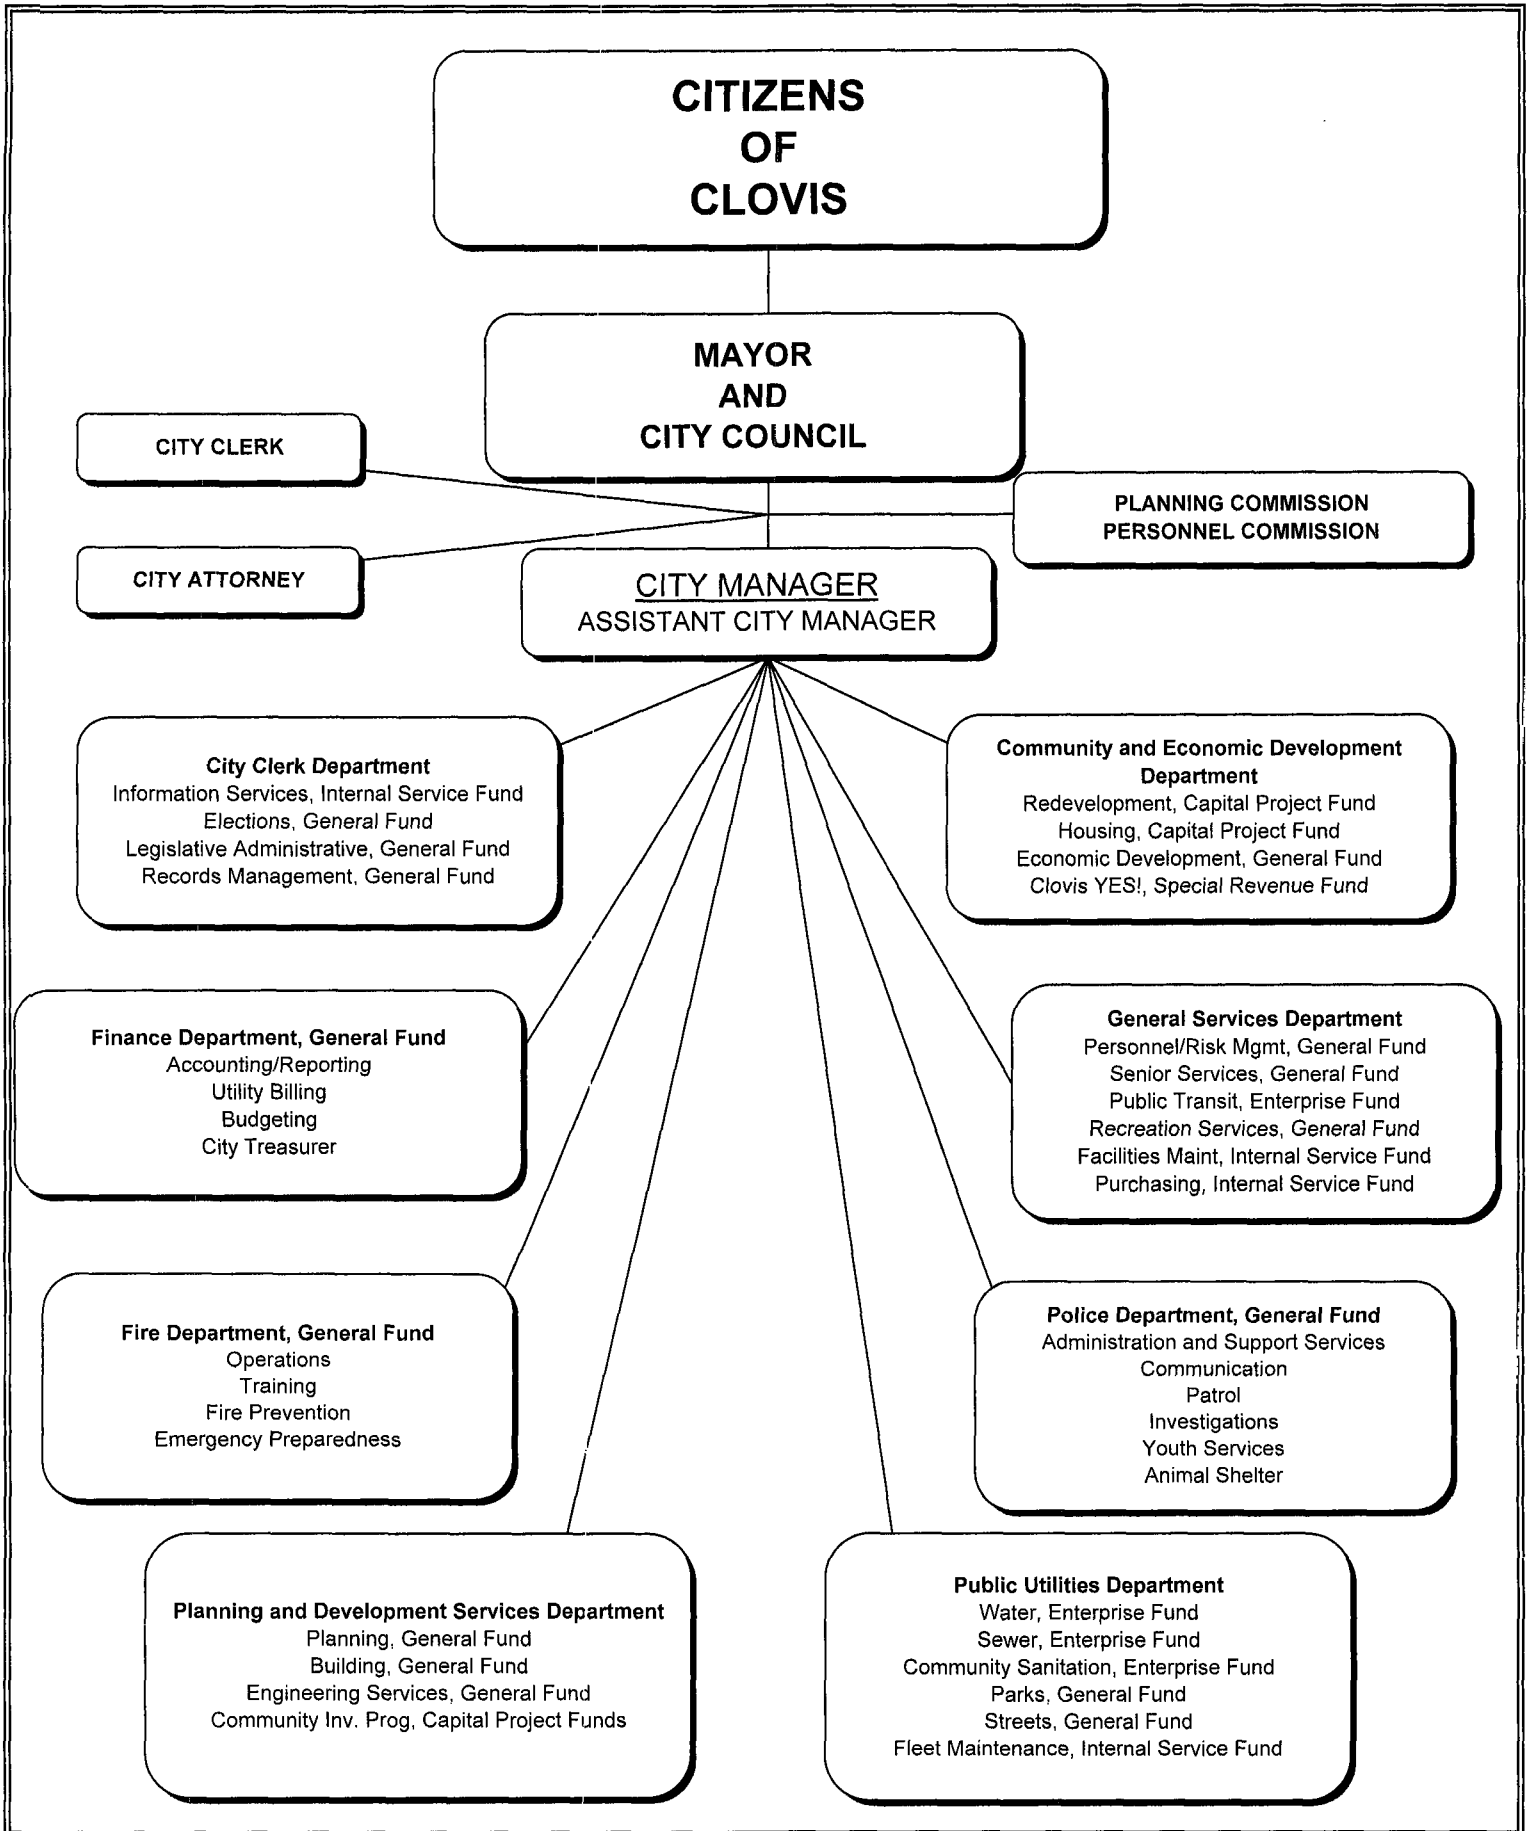 CITIZENS
OF
CLOVIS
MAYOR
AND
CITY COUNCIL
CITY CLERK
PLANNING COMMISSION
PERSONNEL COMMISSION
CITY ATTORNEY
CITY MANAGER
ASSISTANT CITY MANAGER
City Clerk Department
Information Services, Internal Service Fund
Elections, General Fund
Legislative Administrative, General Fund
Records Management, General Fund
Community and Economic Development
Department
Redevelopment, Capital Project Fund
Housing, Capital Project Fund
Economic Development, General Fund
Clovis YES!, Special Revenue Fund
Finance Department, General Fund
Accounting/Reporting
Utility Billing
Budgeting
City Treasurer
General Services Department
Personnel/Risk Mgmt, General Fund
Senior Services, General Fund
Public Transit, Enterprise Fund
Recreation Services, General Fund
Facilities Maint, Internal Service Fund
Purchasing, Internal Service Fund
Fire Department, General Fund
Operations
Training
Fire Prevention
Emergency Preparedness
Police Department, General Fund
Administration and Support Services
Communication
Patrol
Investigations
Youth Services
Animal Shelter
Planning and Development Services Department
Planning, General Fund
Building, General Fund
Engineering Services, General Fund
Community Inv. Prog, Capital Project Funds
Public Utilities Department
Water, Enterprise Fund
Sewer, Enterprise Fund
Community Sanitation, Enterprise Fund
Parks, General Fund
Streets, General Fund
Fleet Maintenance, Internal Service Fund